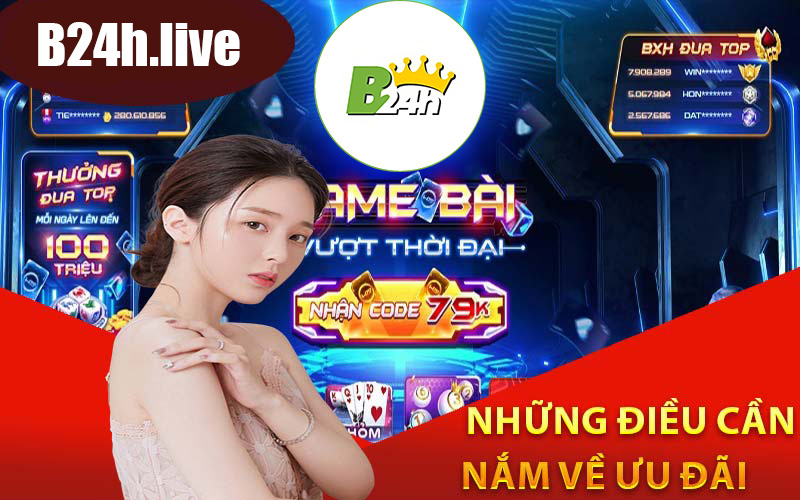 B24h.live
B24h
BXH ĐUA TOP
7.908.289 WIN********
5.067.984 HON********
2.567.686 DAT********
TIE******** 280.610.856
THƯỞNG
ĐUA TOP
MỖI NGÀY LÊN ĐẾN
100
TRIỆU
AME BÀI
VƯỢT THỜI ĐẠI
NHẬN CODE 79K
NHỮNG ĐIỀU CẦN
NẮM VỀ ƯU ĐÃI